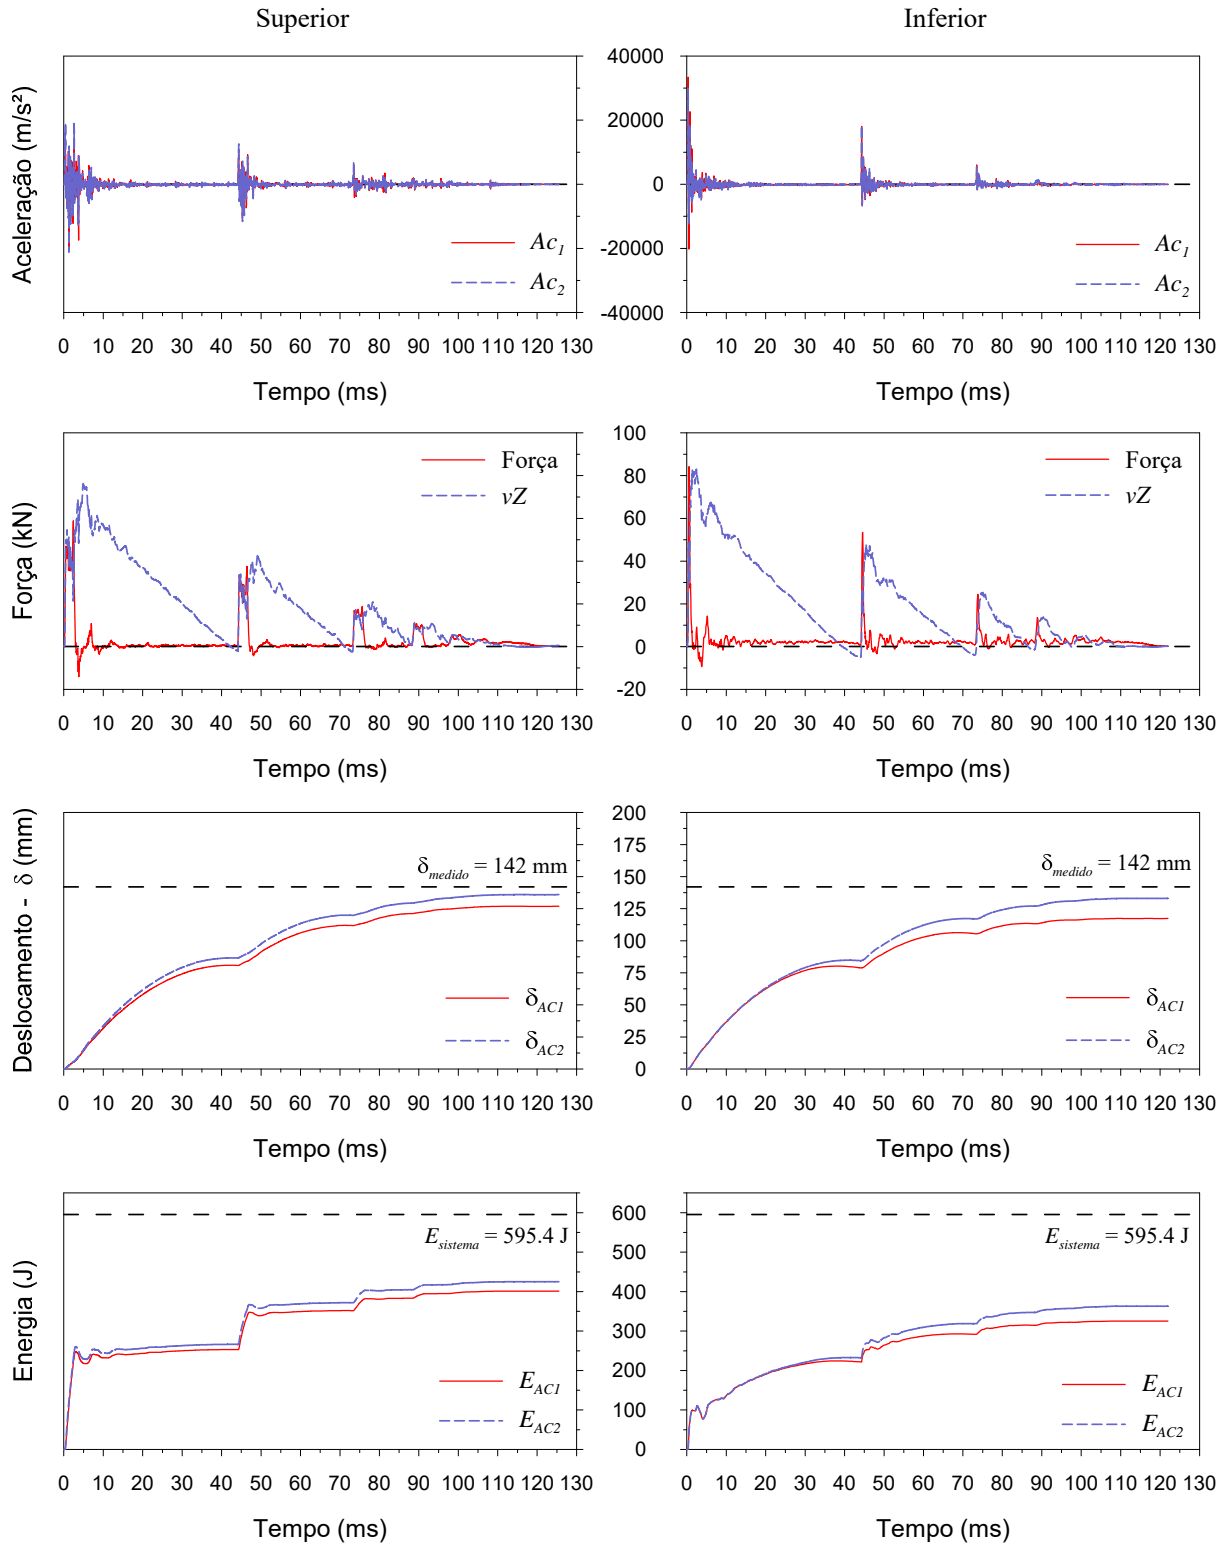 Superior Inferior
Aceleração (m/s²)
40000
20000
0
-20000
-40000
Ac1
Ac2
Ac1
Ac2
0 10 20 30 40 50 60 70 80 90 100 110 120 130
0 10 20 30 40 50 60 70 80 90 100 110 120 130
Tempo (ms) Tempo (ms)
Força (kN)
100
80
60
40
20
0
-20
Força
vZ
Força
vZ
0 10 20 30 40 50 60 70 80 90 100 110 120 130
0 10 20 30 40 50 60 70 80 90 100 110 120 130
Tempo (ms) Tempo (ms)
Deslocamento - δ (mm)
200
175
150
125
100
75
50
25
0
δmedido = 142 mm
δAC1
δAC2
δmedido = 142 mm
δAC1
δAC2
0 10 20 30 40 50 60 70 80 90 100 110 120 130
0 10 20 30 40 50 60 70 80 90 100 110 120 130
Tempo (ms) Tempo (ms)
Energia (J)
600
500
400
300
200
100
0
Esistema = 595.4 J
EAC1
EAC2
Esistema = 595.4 J
EAC1
EAC2
0 10 20 30 40 50 60 70 80 90 100 110 120 130
0 10 20 30 40 50 60 70 80 90 100 110 120 130
Tempo (ms) Tempo (ms)